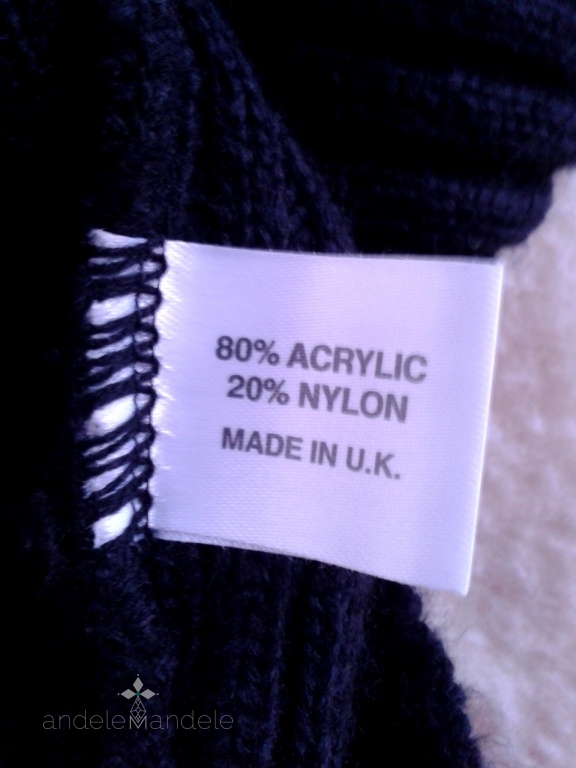 80% ACRYLIC
20% NYLON
MADE IN U.K.
andeleMandele